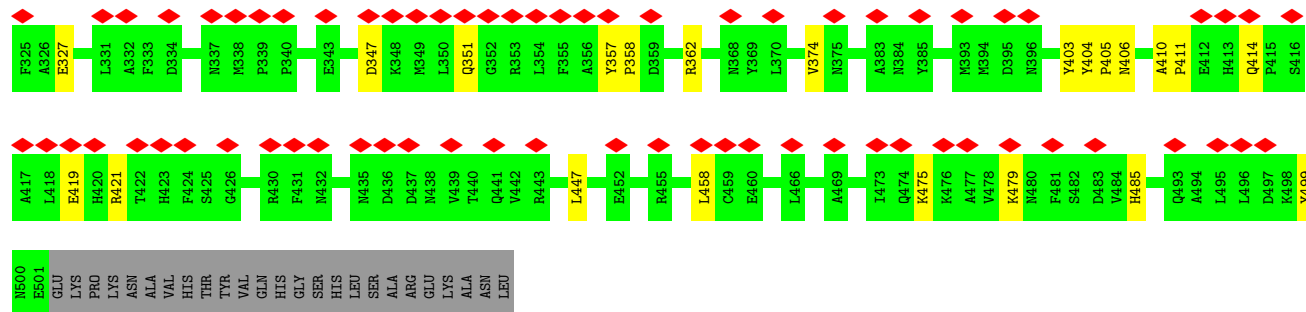 F325 A326 E327 L331 A332 F333 D334 N337 M338 P339 P340 E343 D347 K348 M349 L350 Q351 G352 R353 L354 F355 A356 Y357 P358 D359 R362 N368 Y369 L370 V374 N375 A383 N384 Y385 M393 M394 D395 N396 Y403 Y404 P405 N406 A410 P411 E412 H413 Q414 P415 S416
A417 L418 E419 H420 R421 T422 H423 F424 S425 G426 R430 F431 N432 N435 D436 D437 N438 V439 T440 Q441 V442 R443 L447 E452 R455 L458 C459 E460 L466 A469 I473 Q474 K475 K476 A477 V478 K479 N480 F481 S482 D483 V484 H485 Q493 A494 L495 L496 D497 K498 Y499
N500 E501 GLU LYS PRO LYS ASN ALA VAL HIS THR TYR VAL GLN HIS GLY SER HIS LEU SER ALA ARG GLU LYS ALA ASN LEU